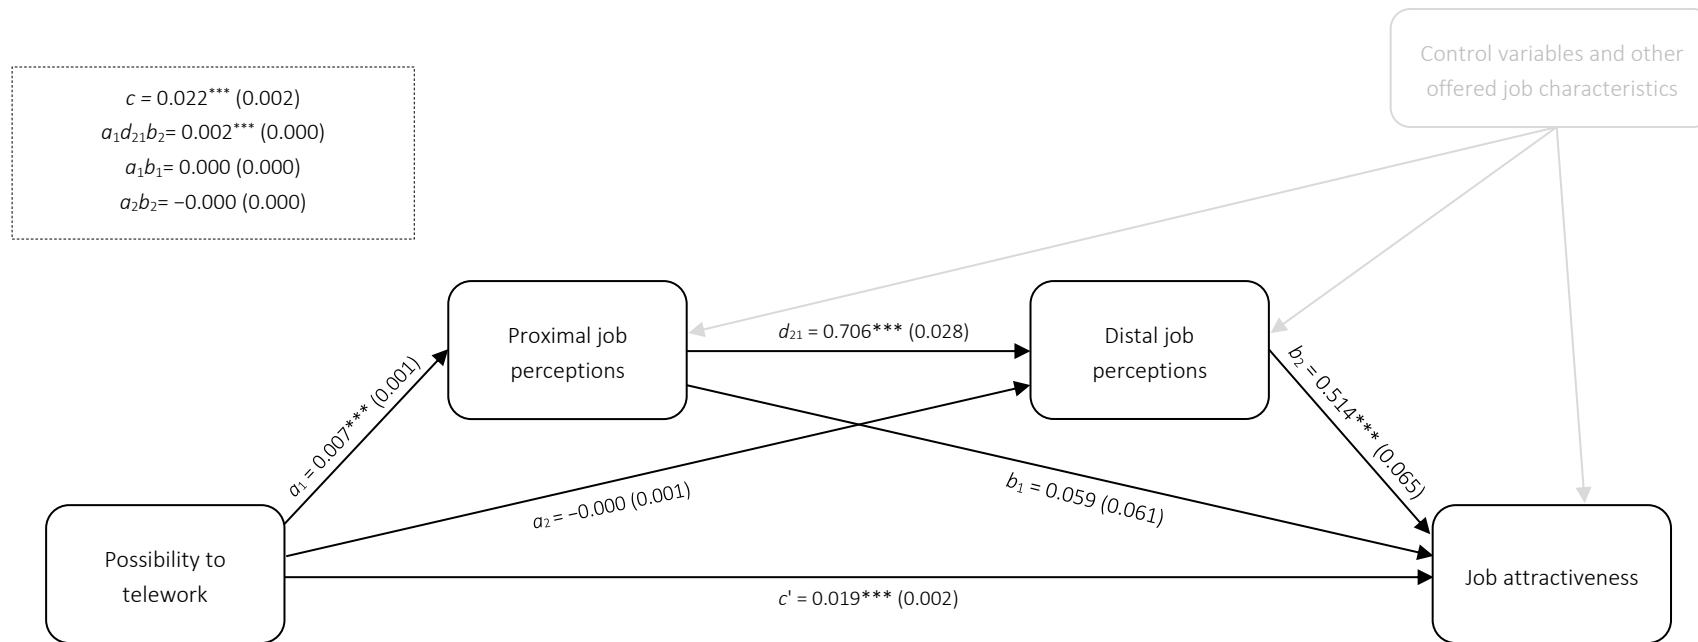 Control variables and other
offered job characteristics
c = 0.022*** (0.002)
a₁d₂₁b₂= 0.002*** (0.000)
a₁b₁= 0.000 (0.000)
a₂b₂= −0.000 (0.000)
Proximal job
perceptions
d₂₁ = 0.706*** (0.028)
Distal job
perceptions
a₁ = 0.007*** (0.001)
b₂ = 0.514*** (0.065)
a₂ = −0.000 (0.001)
b₁ = 0.059 (0.061)
Possibility to
telework
c' = 0.019*** (0.002)
Job attractiveness